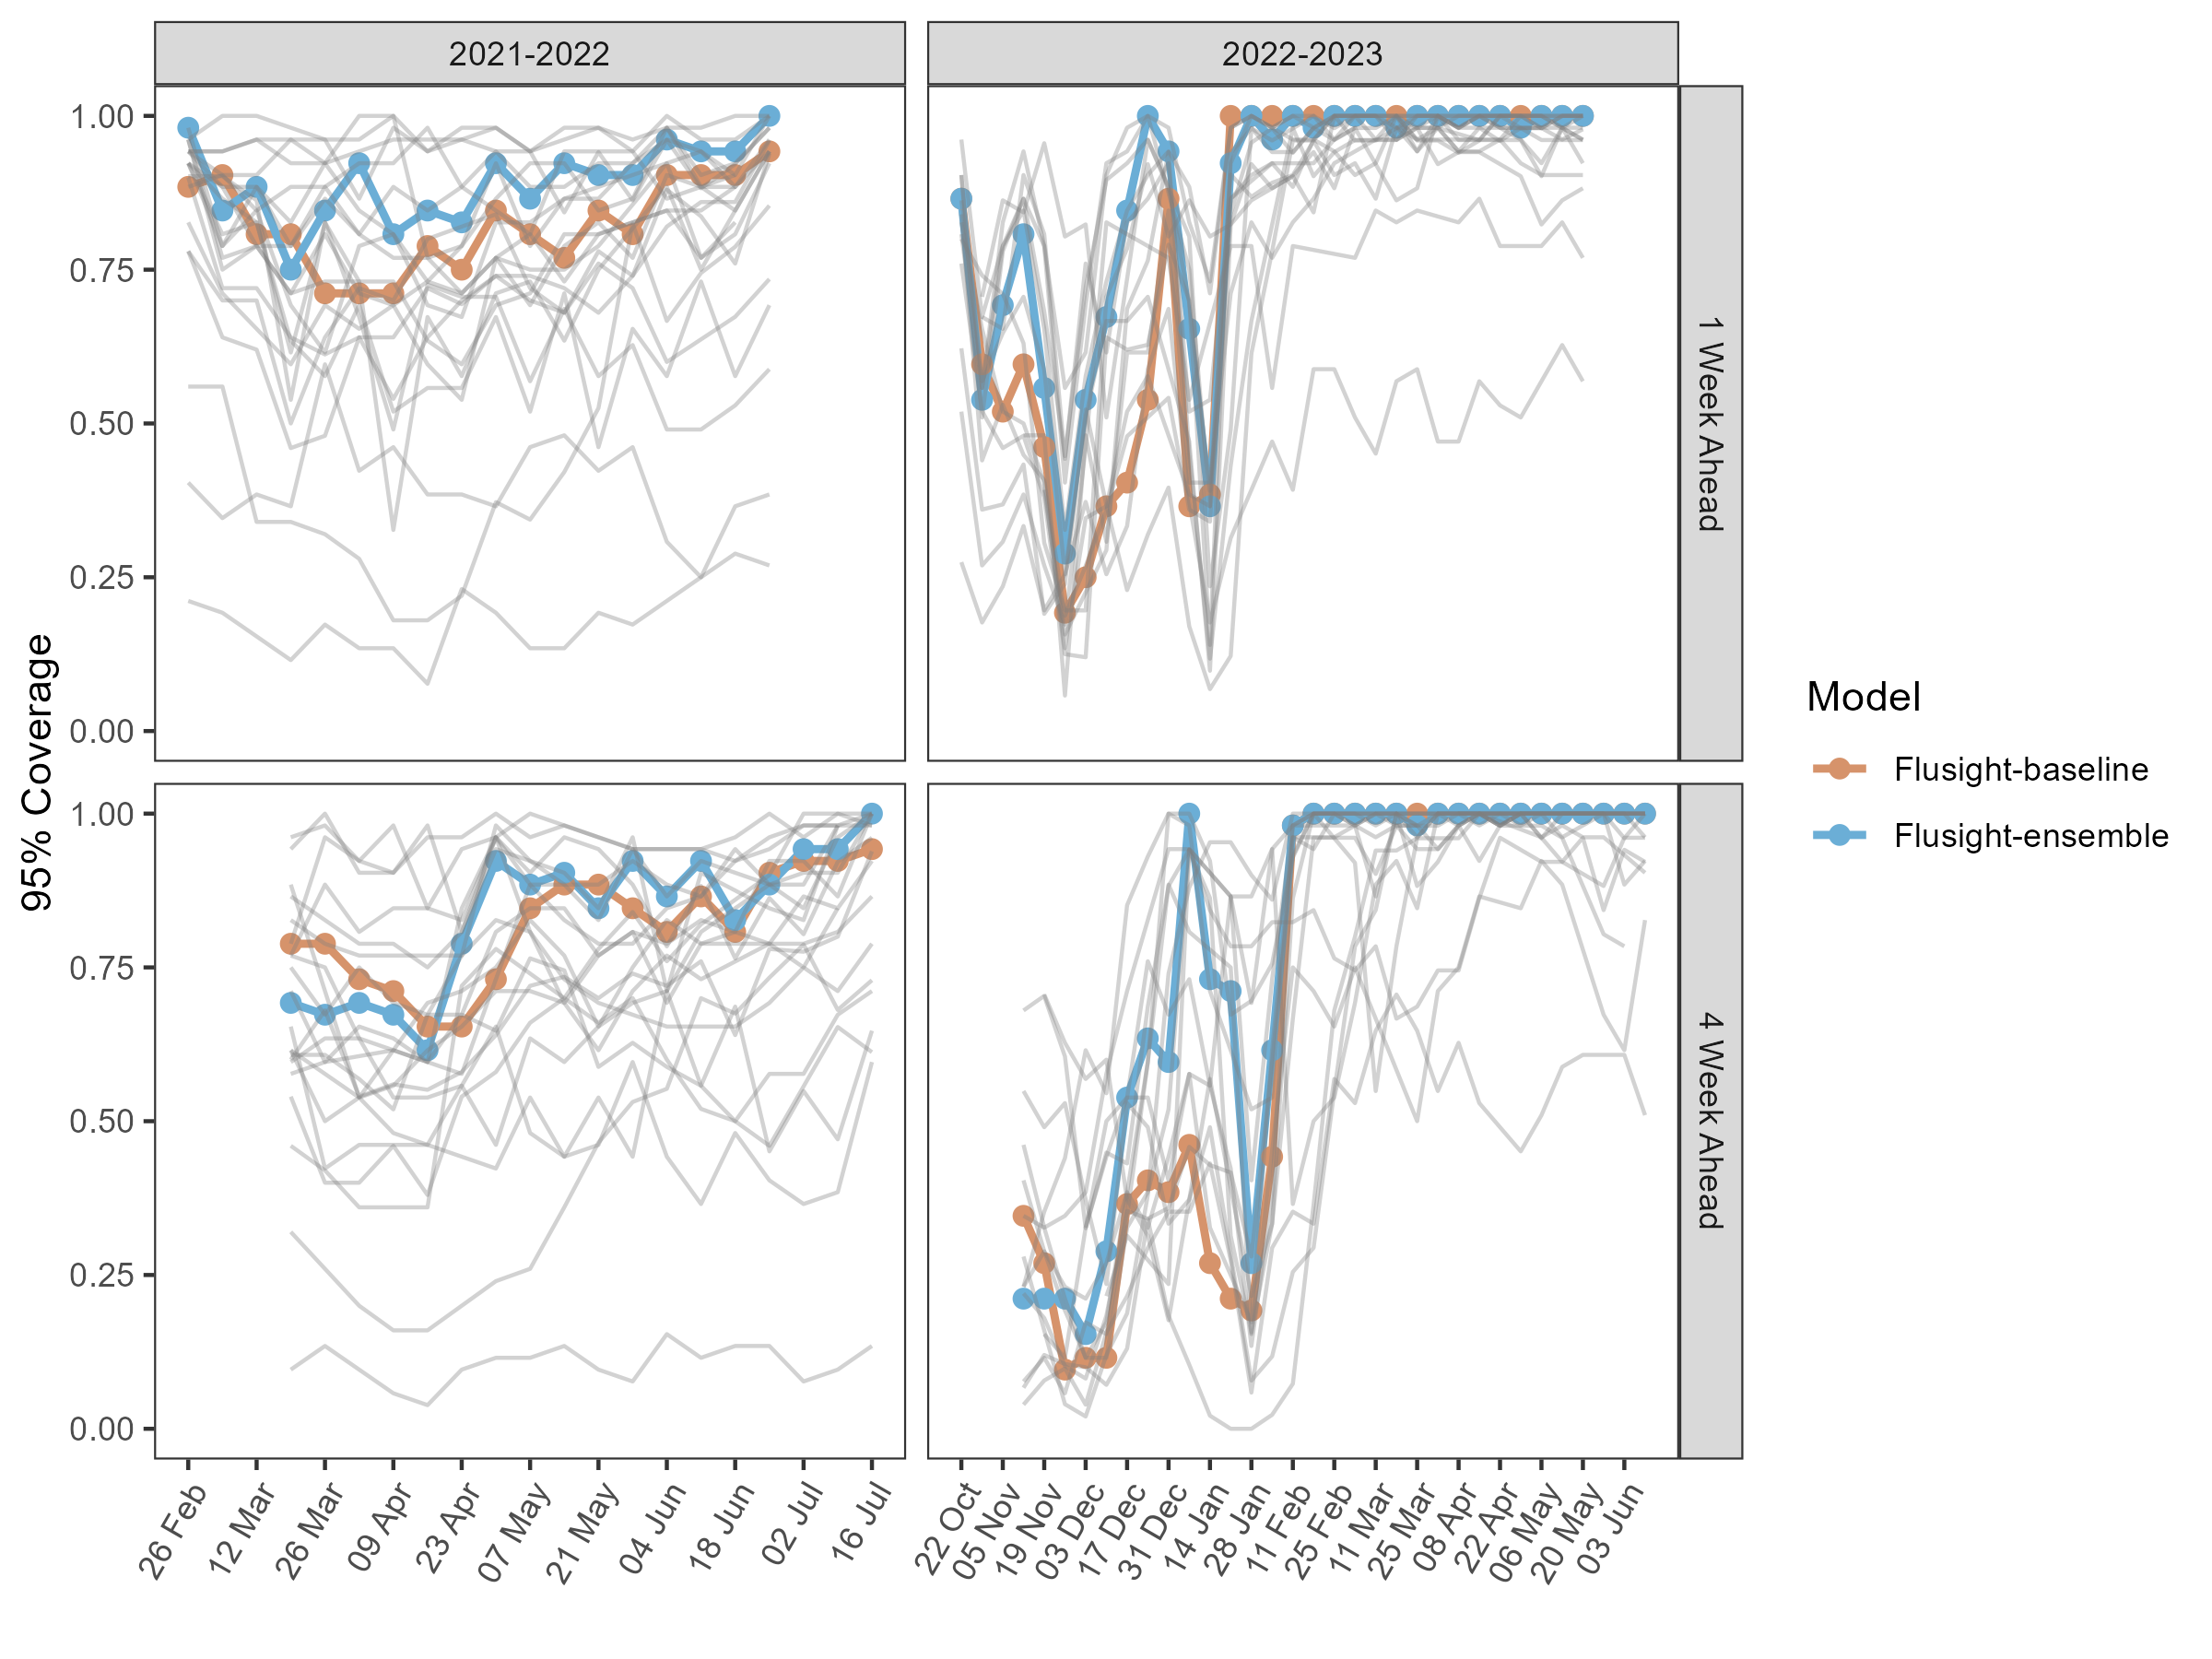 2021-2022
2022-2023
1.00
0.75
0.50
0.25
0.00
1 Week Ahead
95% Coverage
1.00
0.75
0.50
0.25
0.00
4 Week Ahead
26 Feb
12 Mar
26 Mar
09 Apr
23 Apr
07 May
21 May
04 Jun
18 Jun
02 Jul
16 Jul
22 Oct
05 Nov
19 Nov
03 Dec
17 Dec
31 Dec
14 Jan
28 Jan
11 Feb
25 Feb
11 Mar
25 Mar
08 Apr
22 Apr
06 May
20 May
03 Jun
Model
Flusight-baseline
Flusight-ensemble